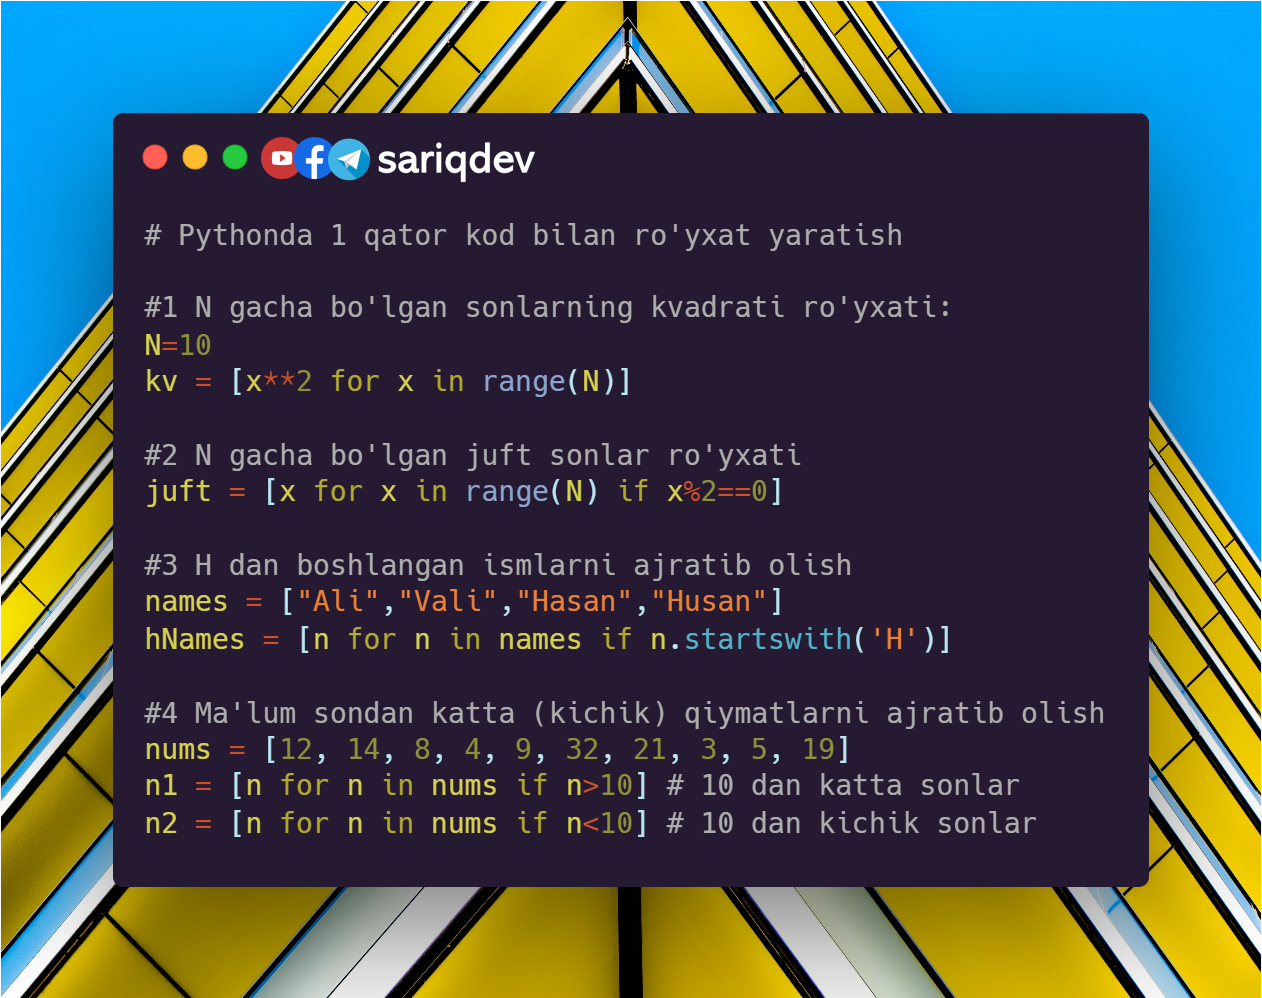 sariqdev
# Pythonda 1 qator kod bilan ro'yxat yaratish
#1 N gacha bo'lgan sonlarning kvadrati ro'yxati:
N=10
kv = [x**2 for x in range(N)]
#2 N gacha bo'lgan juft sonlar ro'yxati
juft = [x for x in range(N) if x%2==0]
#3 H dan boshlangan ismlarni ajratib olish
names = ["Ali","Vali","Hasan","Husan"]
hNames = [n for n in names if n.startswith('H')]
#4 Ma'lum sondan katta (kichik) qiymatlarni ajratib olish
nums = [12, 14, 8, 4, 9, 32, 21, 3, 5, 19]
n1 = [n for n in nums if n>10] # 10 dan katta sonlar
n2 = [n for n in nums if n<10] # 10 dan kichik sonlar